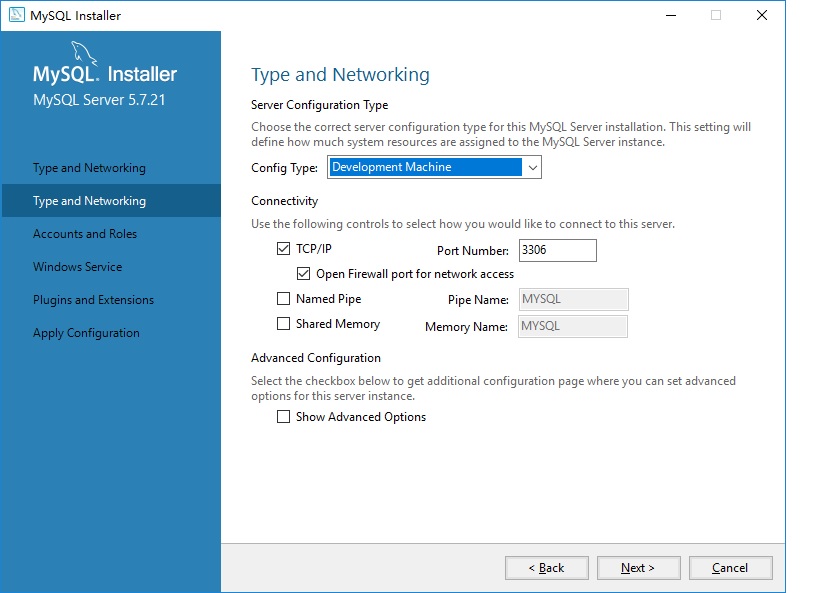 MySQL Installer
MySQL. Installer
MySQL Server 5.7.21
Type and Networking
Type and Networking
Accounts and Roles
Windows Service
Plugins and Extensions
Apply Configuration
Type and Networking
Server Configuration Type
Choose the correct server configuration type for this MySQL Server installation. This setting will
define how much system resources are assigned to the MySQL Server instance.
Config Type: Development Machine
Connectivity
Use the following controls to select how you would like to connect to this server.
TCP/IP Port Number: 3306
Open Firewall port for network access
Named Pipe Pipe Name: MYSQL
Shared Memory Memory Name: MYSQL
Advanced Configuration
Select the checkbox below to get additional configuration page where you can set advanced
options for this server instance.
Show Advanced Options
< Back Next > Cancel